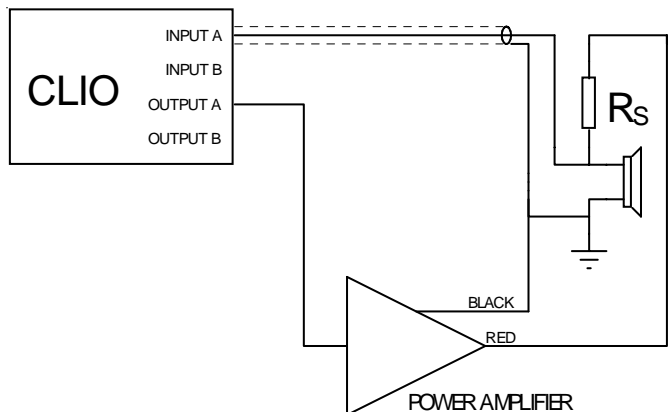 INPUT A
INPUT B
CLIO
OUTPUT A
OUTPUT B
RS
BLACK
RED
POWER AMPLIFIER